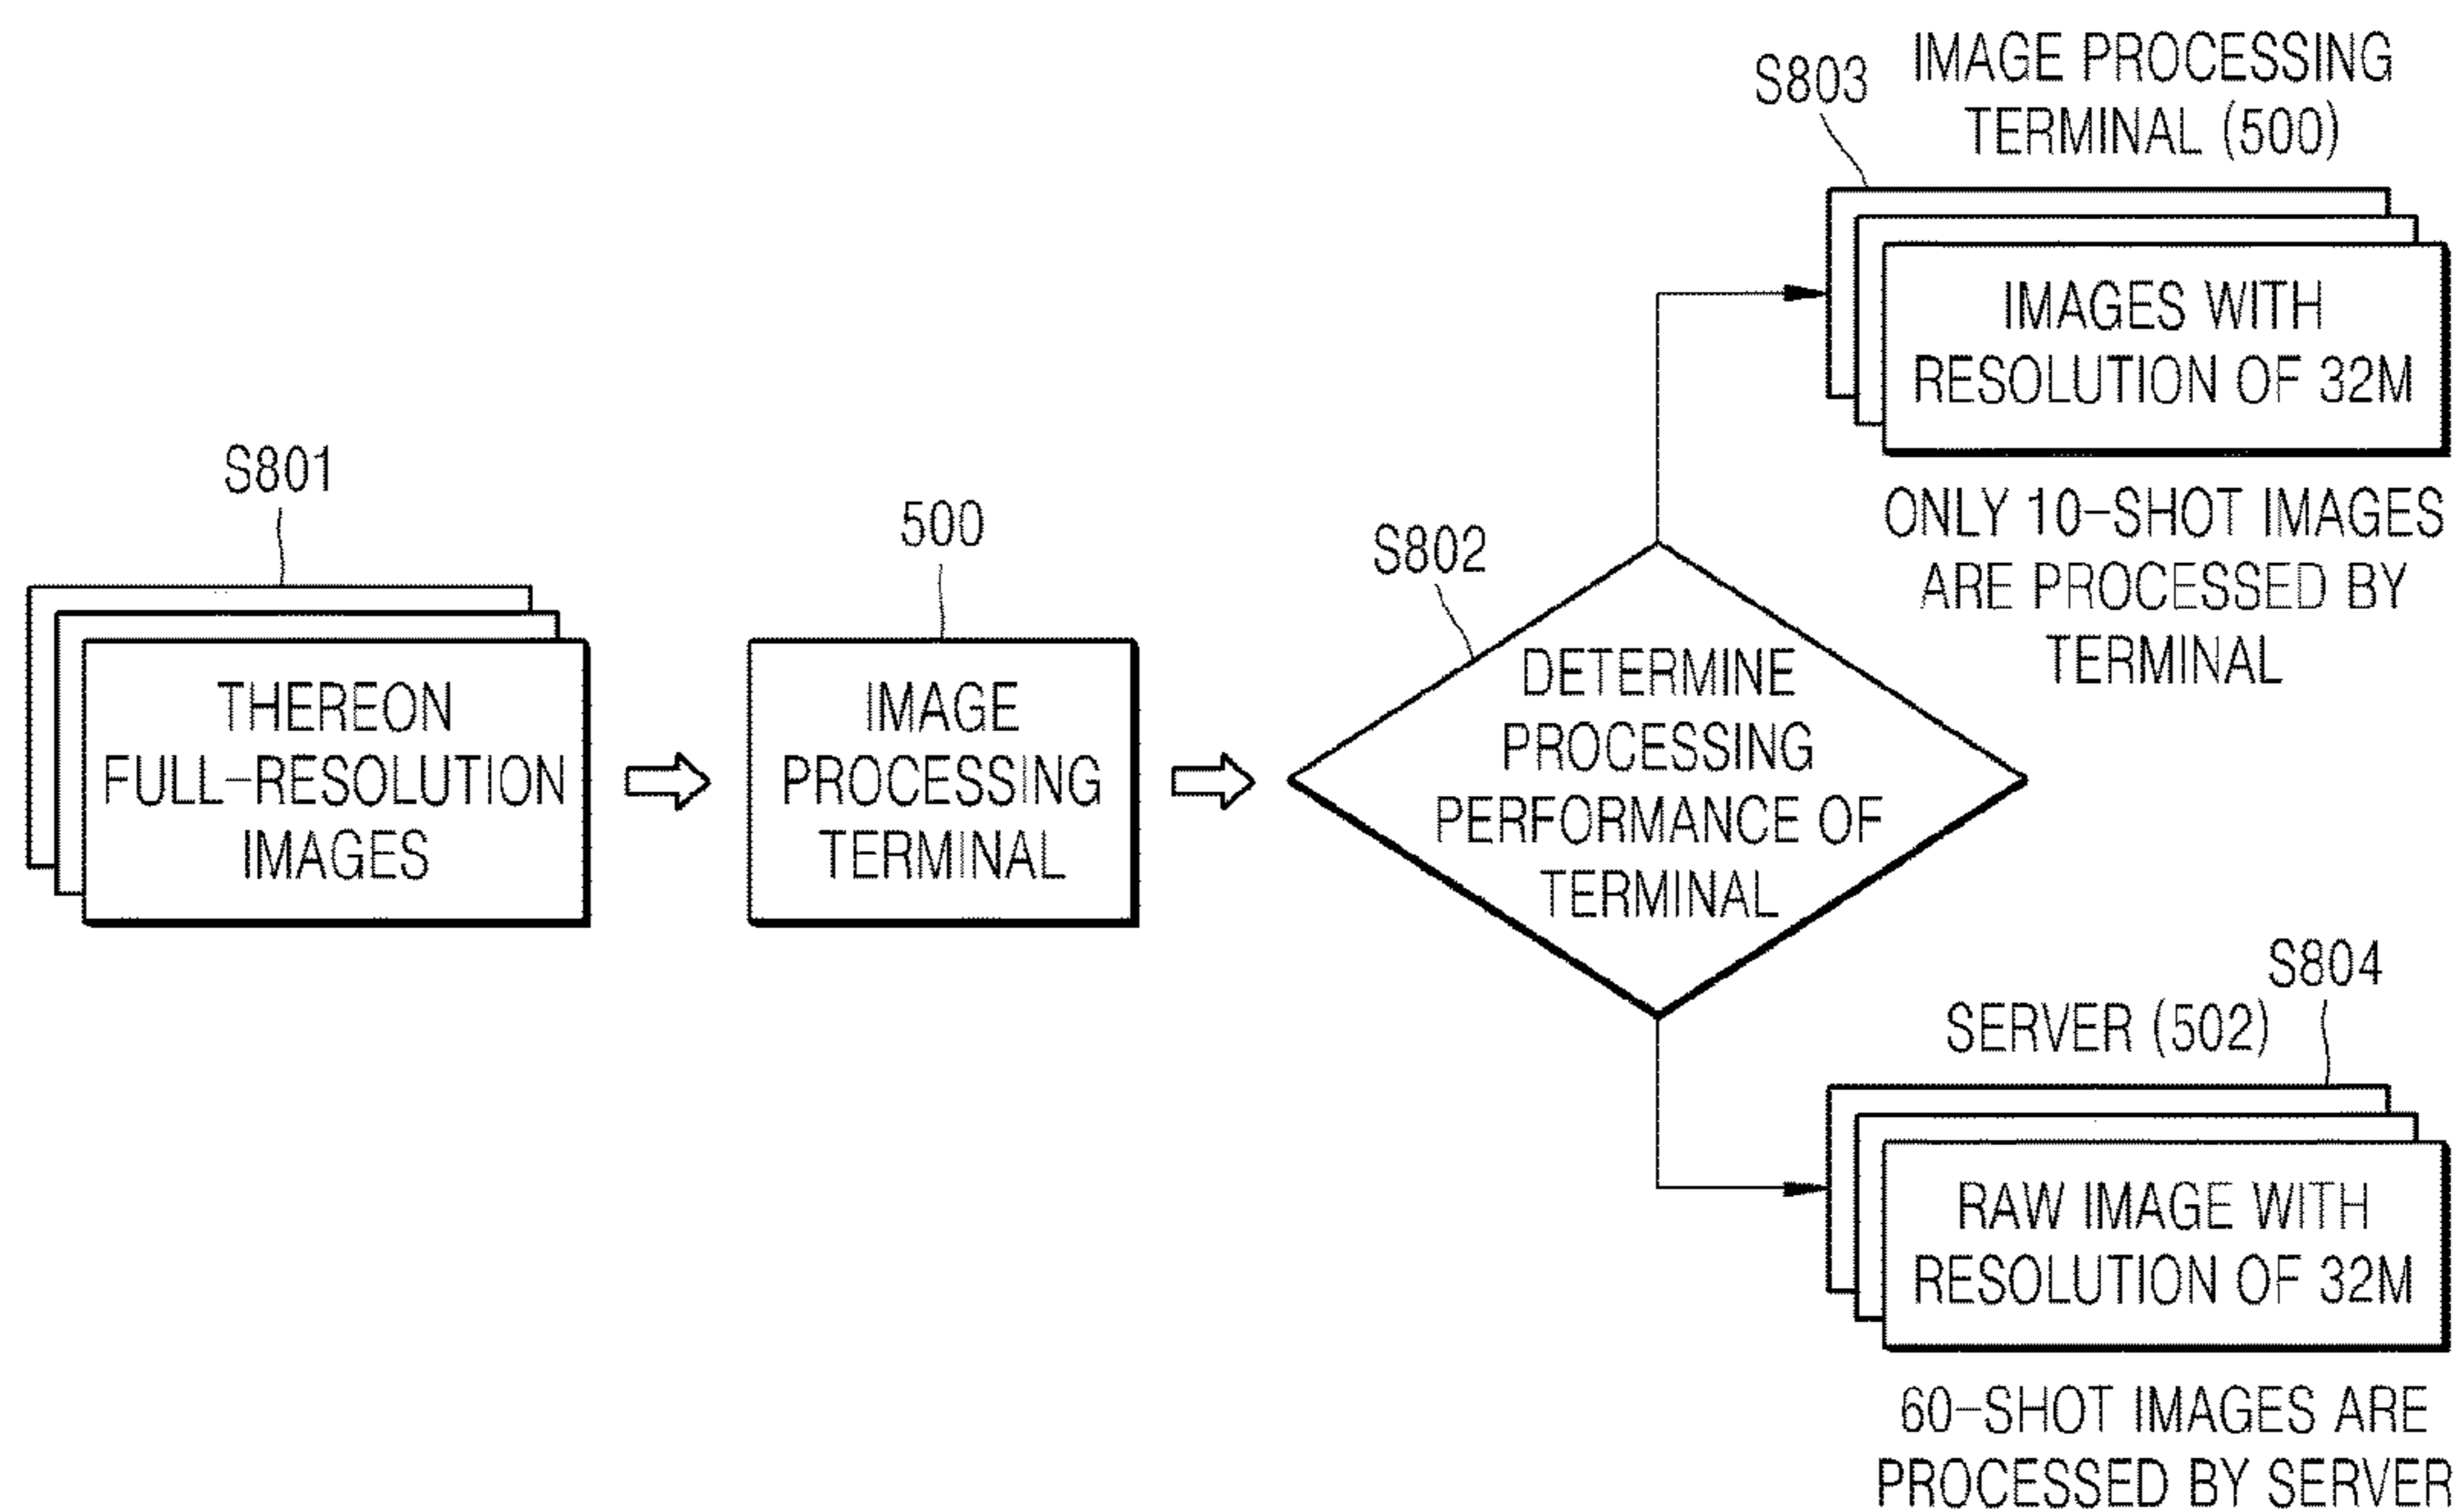 S801
THEREON
FULL-RESOLUTION
IMAGES
500
IMAGE
PROCESSING
TERMINAL
S802
DETERMINE
PROCESSING
PERFORMANCE OF
TERMINAL
S803
IMAGE PROCESSING
TERMINAL (500)
IMAGES WITH
RESOLUTION OF 32M
ONLY 10-SHOT IMAGES
ARE PROCESSED BY
TERMINAL
S804
SERVER (502)
RAW IMAGE WITH
RESOLUTION OF 32M
60-SHOT IMAGES ARE
PROCESSED BY SERVER